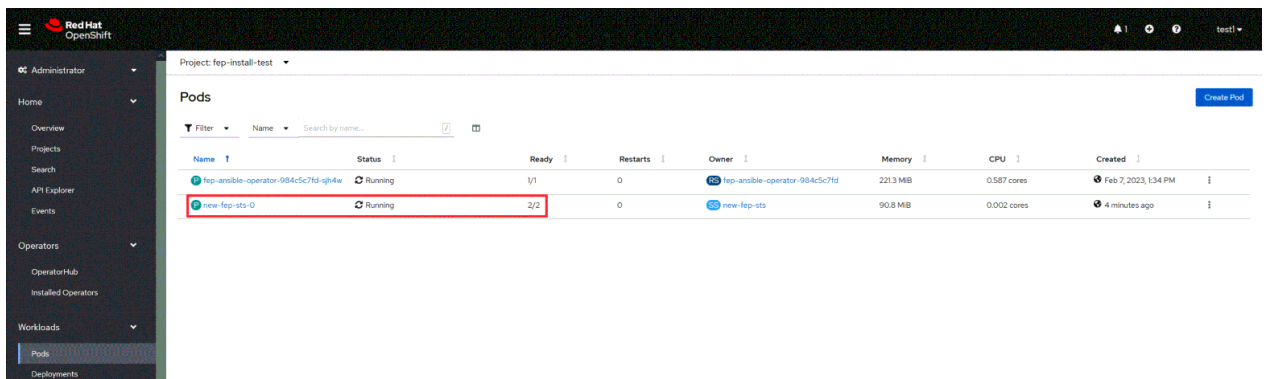 Red Hat
OpenShift
1
test1
Administrator
Project: fep-install-test
Home
Overview
Projects
Search
API Explorer
Events
Operators
OperatorHub
Installed Operators
Workloads
Pods
Deployments
Pods
Create Pod
Filter Name Search by name... /
Name Status Ready Restarts Owner Memory CPU Created
P fep-ansible-operator-984c5c7fd-sjh4w Running 1/1 0 RS fep-ansible-operator-984c5c7fd 221.3 MiB 0.587 cores Feb 7, 2023, 1:34 PM
P new-fep-sts-0 Running 2/2 0 SS new-fep-sts 90.8 MiB 0.002 cores 4 minutes ago